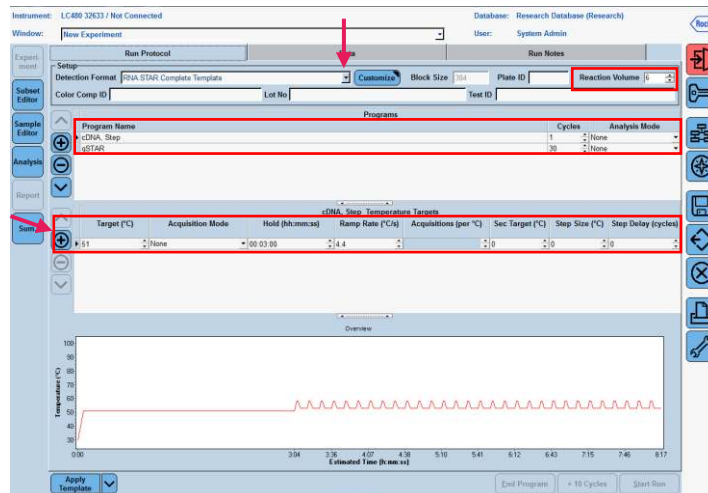 Instrument: LC480 32633 / Not Connected Database: Research Database (Research)
Window: New Experiment User: System Admin
Roc
Experi-
ment
Subset
Editor
Sample
Editor
Analysis
Report
Sum
Run Protocol Run Notes
Setup
Detection Format RNA STAR Complete Template Customize Block Size 384 Plate ID Reaction Volume 6
Color Comp ID Lot No Test ID
Programs
Program Name Cycles Analysis Mode
cDNA, Step 1 None
qSTAR 30 None
cDNA, Step Temperature Targets
Target (°C) Acquisition Mode Hold (hh:mm:ss) Ramp Rate (°C/s) Acquisitions (per °C) Sec Target (°C) Step Size (°C) Step Delay (cycles)
51 None 00:03:00 4.4 0 0 0
Overview
Temperature (°C)
100
90
80
70
60
50
40
30
0:00 3:04 3:36 4:07 4:38 5:10 5:41 6:12 6:43 7:15 7:46 8:17
Estimated Time (h:mm:ss)
Apply
Template
End Program + 10 Cycles Start Run